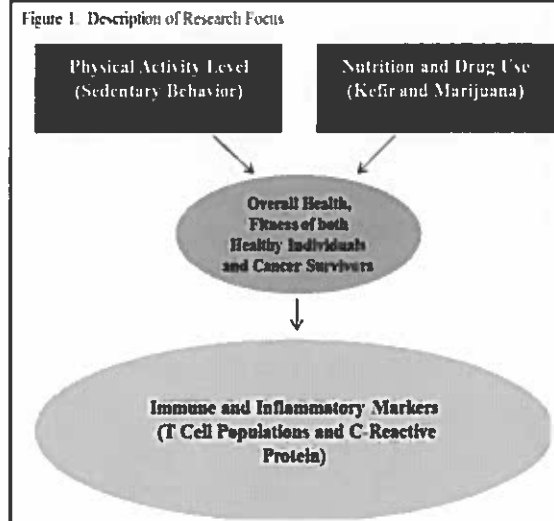 Figure 1. Description of Research Focus
Physical Activity Level
(Sedentary Behavior)
Nutrition and Drug Use
(Kefir and Marijuana)
Overall Health,
Fitness of both
Healthy Individuals
and Cancer Survivors
Immune and Inflammatory Markers
(T Cell Populations and C-Reactive
Protein)